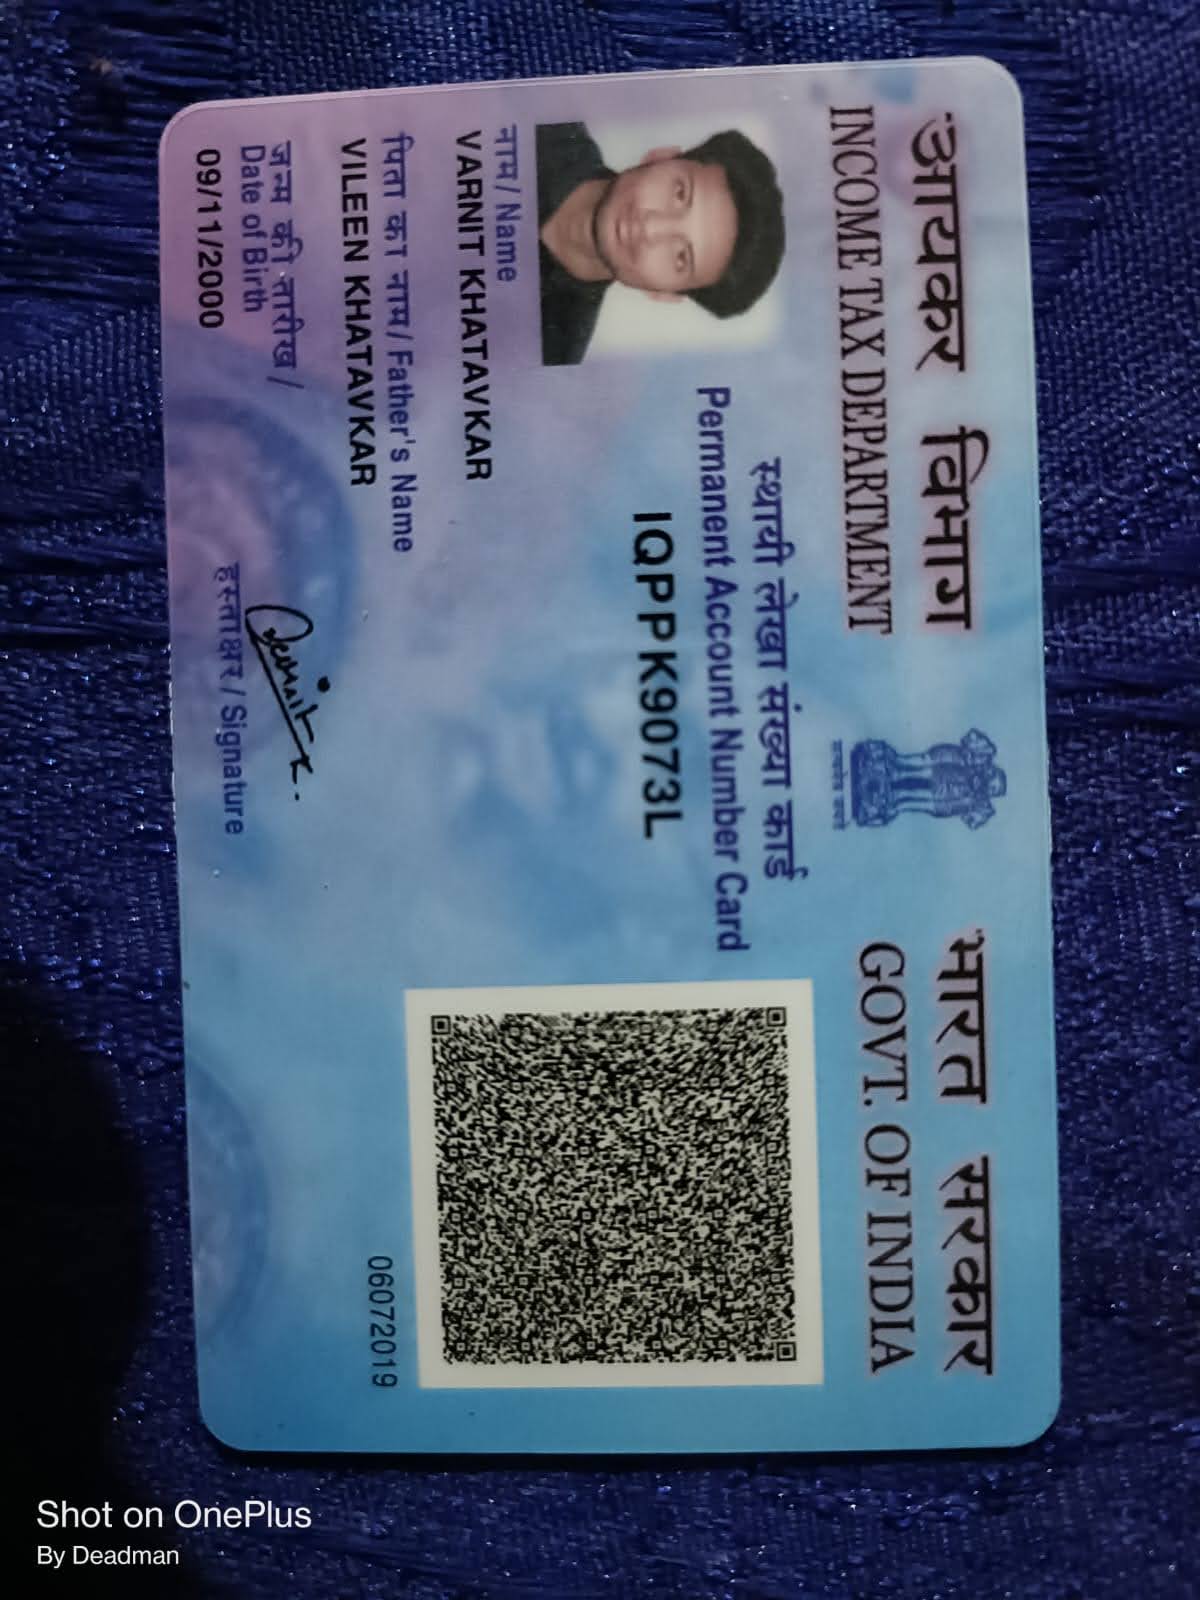 आयकर विभाग
INCOME TAX DEPARTMENT
भारत सरकार
GOVT. OF INDIA
सत्यमेव जयते
स्थायी लेखा संख्या कार्ड
Permanent Account Number Card
IQPPK9073L
नाम / Name
VARNIT KHATAVKAR
पिता का नाम / Father's Name
VILEEN KHATAVKAR
जन्म की तारीख /
Date of Birth
09/11/2000
हस्ताक्षर / Signature
06072019
Shot on OnePlus
By Deadman